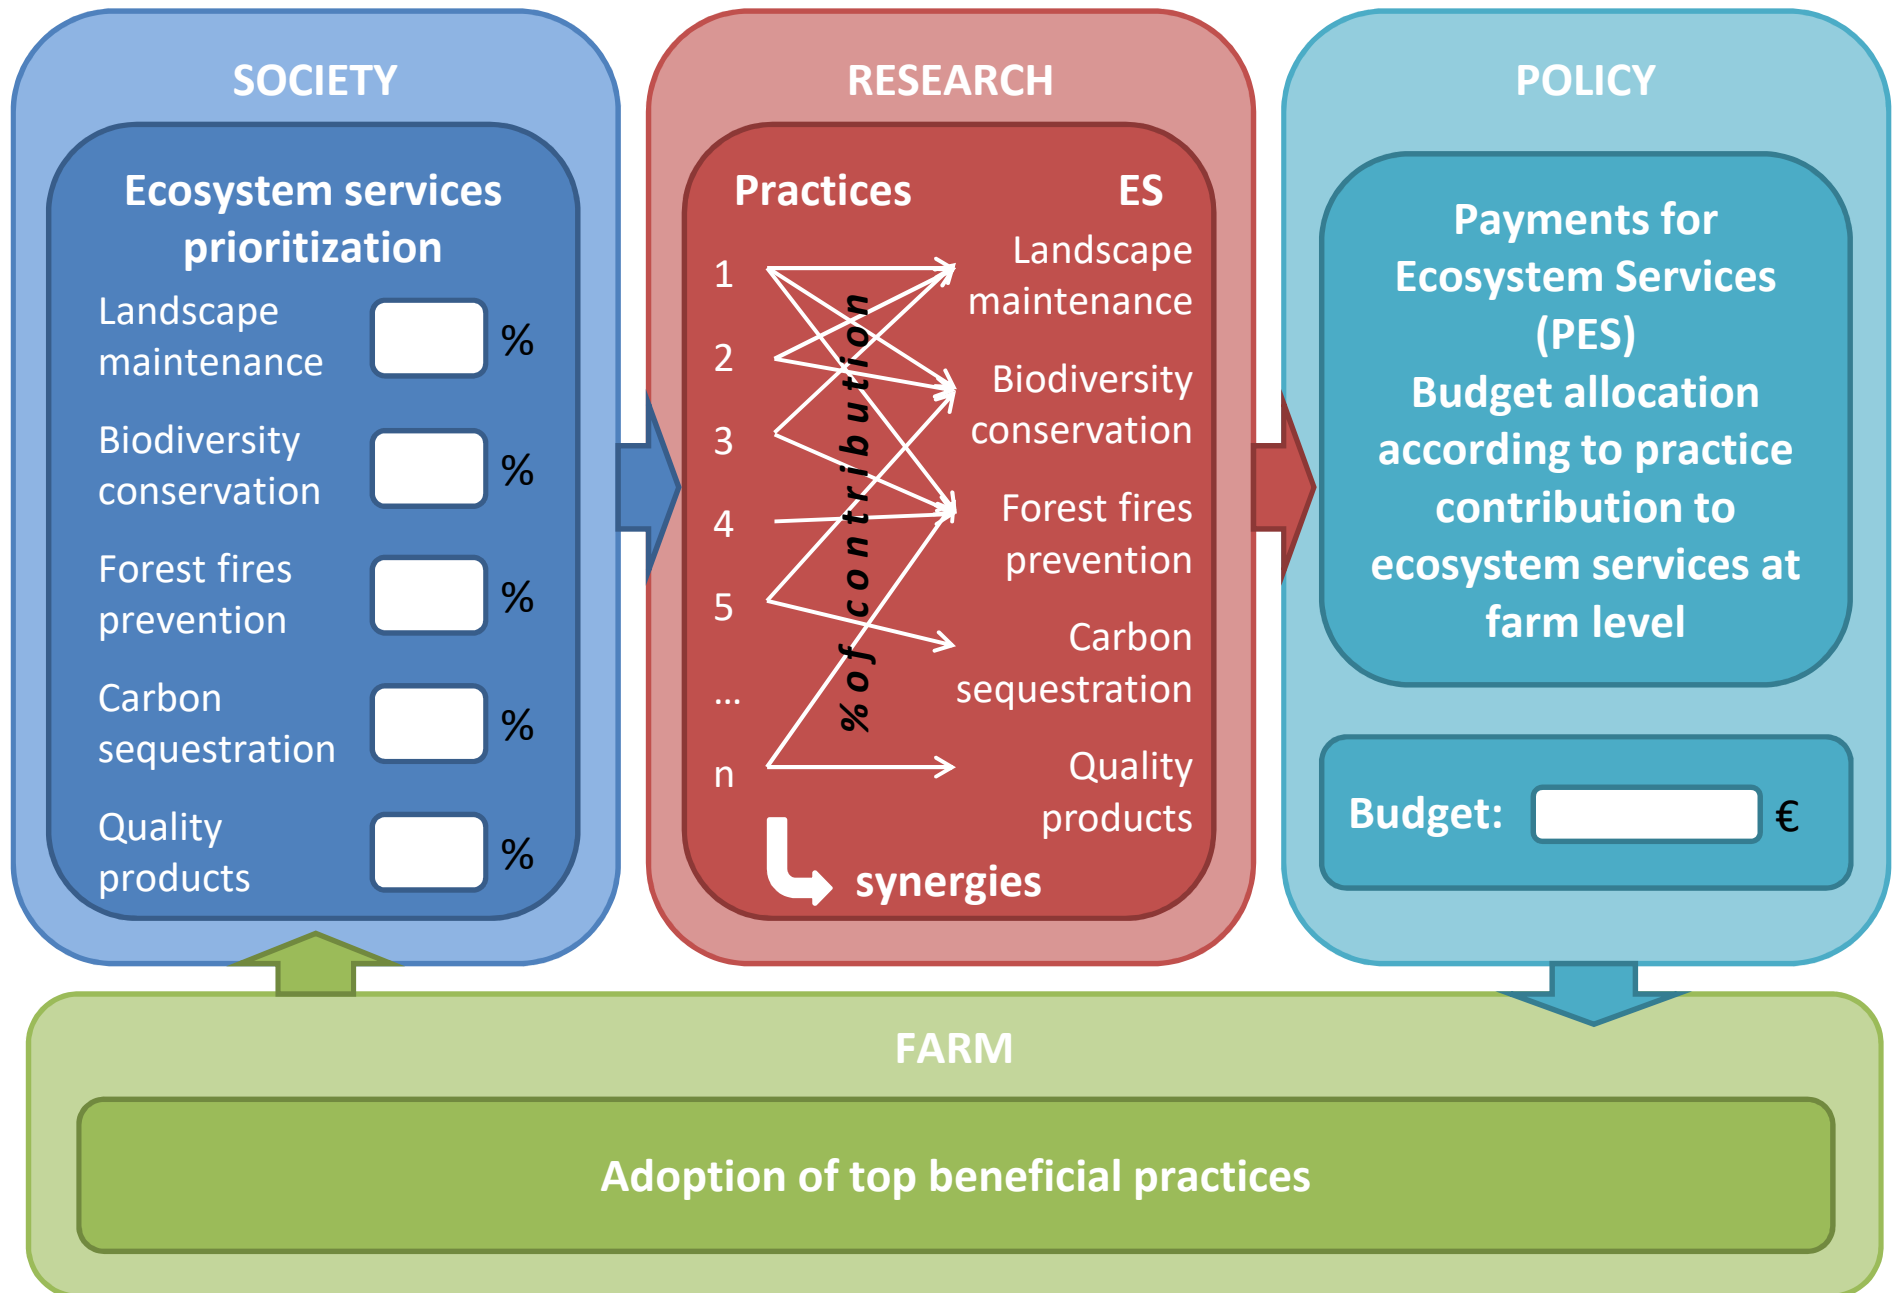 SOCIETY
Ecosystem services
prioritization
Landscape
maintenance
%
Biodiversity
conservation
%
Forest fires
prevention
%
Carbon
sequestration
%
Quality
products
%
RESEARCH
Practices
ES
1
2
3
4
5
...
n
% of contribution
Landscape
maintenance
Biodiversity
conservation
Forest fires
prevention
Carbon
sequestration
Quality
products
synergies
POLICY
Payments for
Ecosystem Services
(PES)
Budget allocation
according to practice
contribution to
ecosystem services at
farm level
Budget: €
FARM
Adoption of top beneficial practices